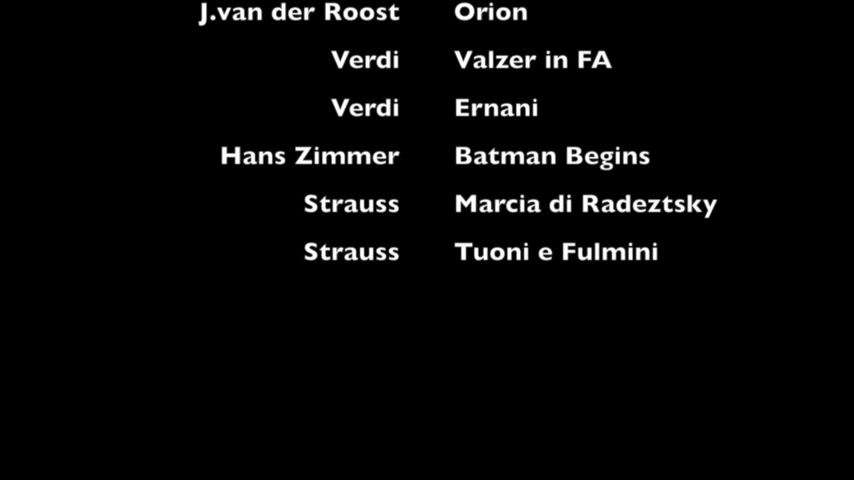 J.van der Roost Orion
Verdi Valzer in FA
Verdi Ernani
Hans Zimmer Batman Begins
Strauss Marcia di Radeztsky
Strauss Tuoni e Fulmini